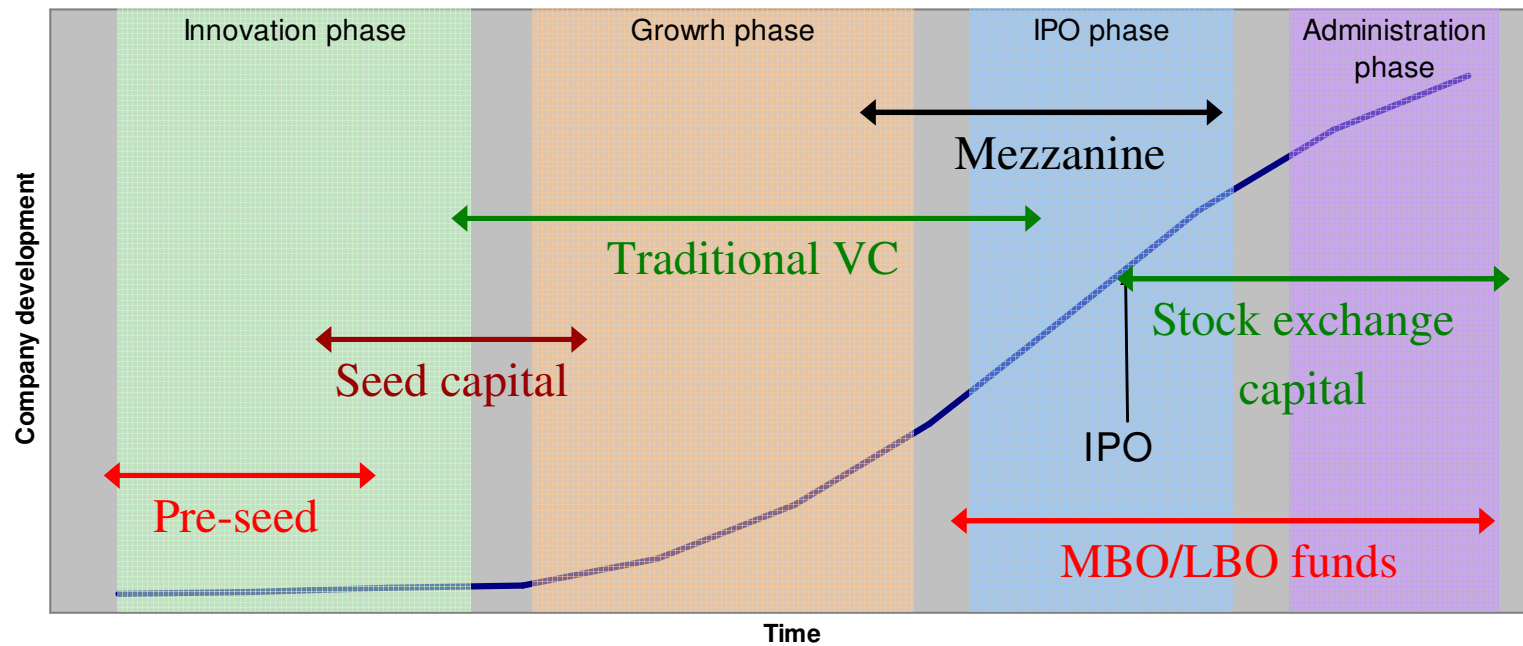 Innovation phase
Growrh phase
IPO phase
Administration
phase
Mezzanine
Traditional VC
Stock exchange
capital
Seed capital
IPO
Pre-seed
MBO/LBO funds
Company development
Time